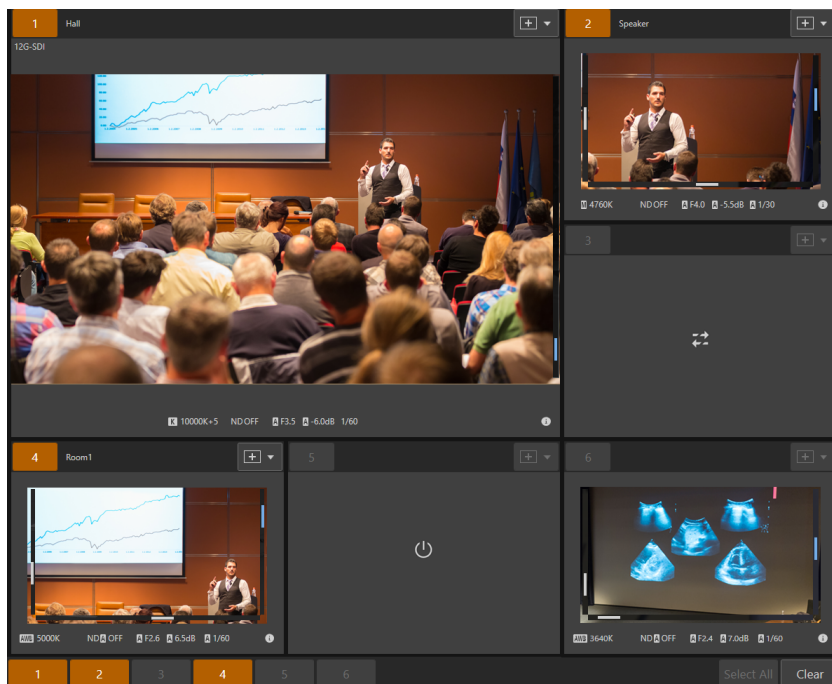 1 Hall
12G-SDI
K 10000K+5 ND OFF A F3.5 A -6.0dB 1/60
2 Speaker
M 4760K ND OFF A F4.0 A -5.5dB A 1/30
3
4 Room1
AWB 5000K ND A OFF A F2.6 A 6.5dB A 1/60
5
6
AWB 3640K ND A OFF A F2.4 A 7.0dB A 1/60
1 2 3 4 5 6 Select All Clear